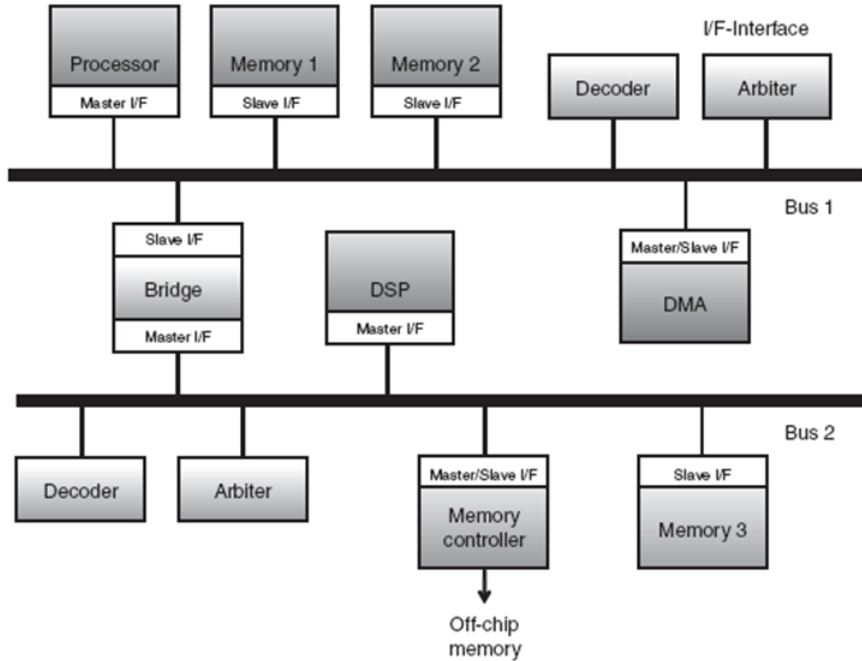 I/F-Interface
Processor
Master I/F
Memory 1
Slave I/F
Memory 2
Slave I/F
Decoder
Arbiter
Bus 1
Slave I/F
Bridge
Master I/F
DSP
Master I/F
Master/Slave I/F
DMA
Bus 2
Decoder
Arbiter
Master/Slave I/F
Memory
controller
Slave I/F
Memory 3
Off-chip
memory